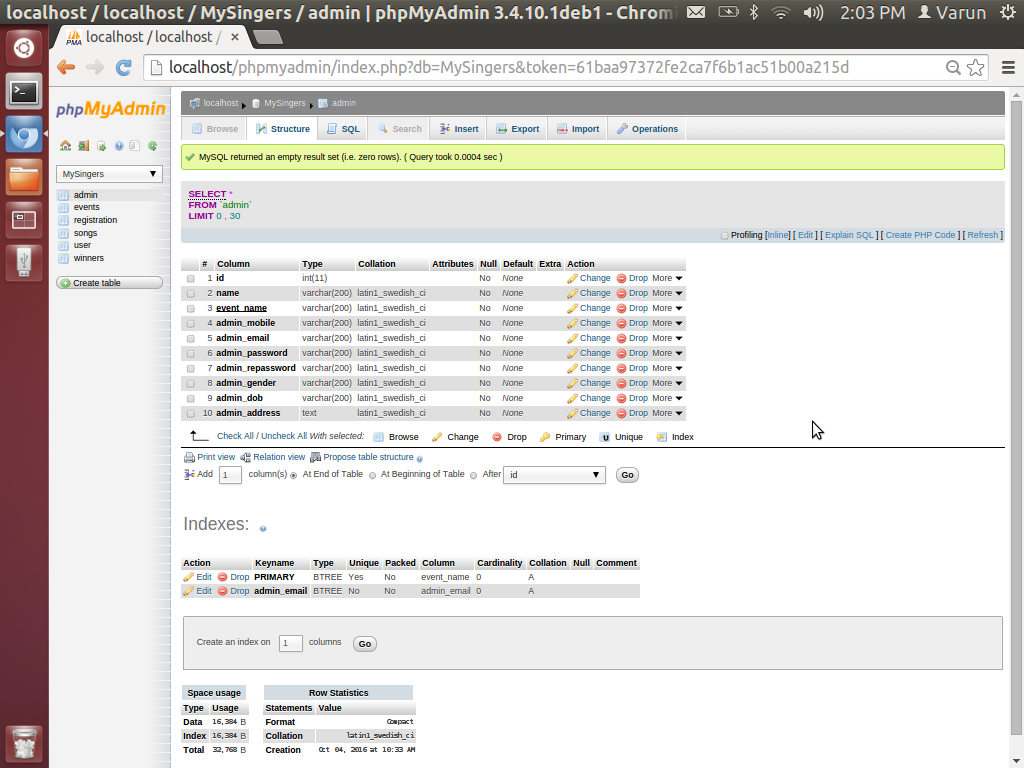 localhost / localhost / MySingers / admin | phpMyAdmin 3.4.10.1deb1 - Chromi 2:03 PM Varun
PMA localhost / localhost / ×
localhost/phpmyadmin/index.php?db=MySingers&token=61baa97372fe2ca7f6b1ac51b00a215d
phpMyAdmin
MySingers
admin
events
registration
songs
user
winners
Create table
localhost MySingers admin
Browse Structure SQL Search Insert Export Import Operations
MySQL returned an empty result set (i.e. zero rows). ( Query took 0.0004 sec )
SELECT *
FROM `admin`
LIMIT 0 , 30
Profiling [Inline] [ Edit ] [ Explain SQL ] [ Create PHP Code ] [ Refresh ]
# Column Type Collation Attributes Null Default Extra Action
1 id int(11) No None Change Drop More
2 name varchar(200) latin1_swedish_ci No None Change Drop More
3 event_name varchar(200) latin1_swedish_ci No None Change Drop More
4 admin_mobile varchar(200) latin1_swedish_ci No None Change Drop More
5 admin_email varchar(200) latin1_swedish_ci No None Change Drop More
6 admin_password varchar(200) latin1_swedish_ci No None Change Drop More
7 admin_repassword varchar(200) latin1_swedish_ci No None Change Drop More
8 admin_gender varchar(200) latin1_swedish_ci No None Change Drop More
9 admin_dob varchar(200) latin1_swedish_ci No None Change Drop More
10 admin_address text latin1_swedish_ci No None Change Drop More
Check All / Uncheck All With selected: Browse Change Drop Primary U Unique Index
Print view Relation view Propose table structure
Add 1 column(s) At End of Table At Beginning of Table After id Go
Indexes:
Action Keyname Type Unique Packed Column Cardinality Collation Null Comment
Edit Drop PRIMARY BTREE Yes No event_name 0 A
Edit Drop admin_email BTREE No No admin_email 0 A
Create an index on 1 columns Go
Space usage
Type Usage
Data 16,384 B
Index 16,384 B
Total 32,768 B
Row Statistics
Statements Value
Format Compact
Collation latin1_swedish_ci
Creation Oct 04, 2016 at 10:33 AM